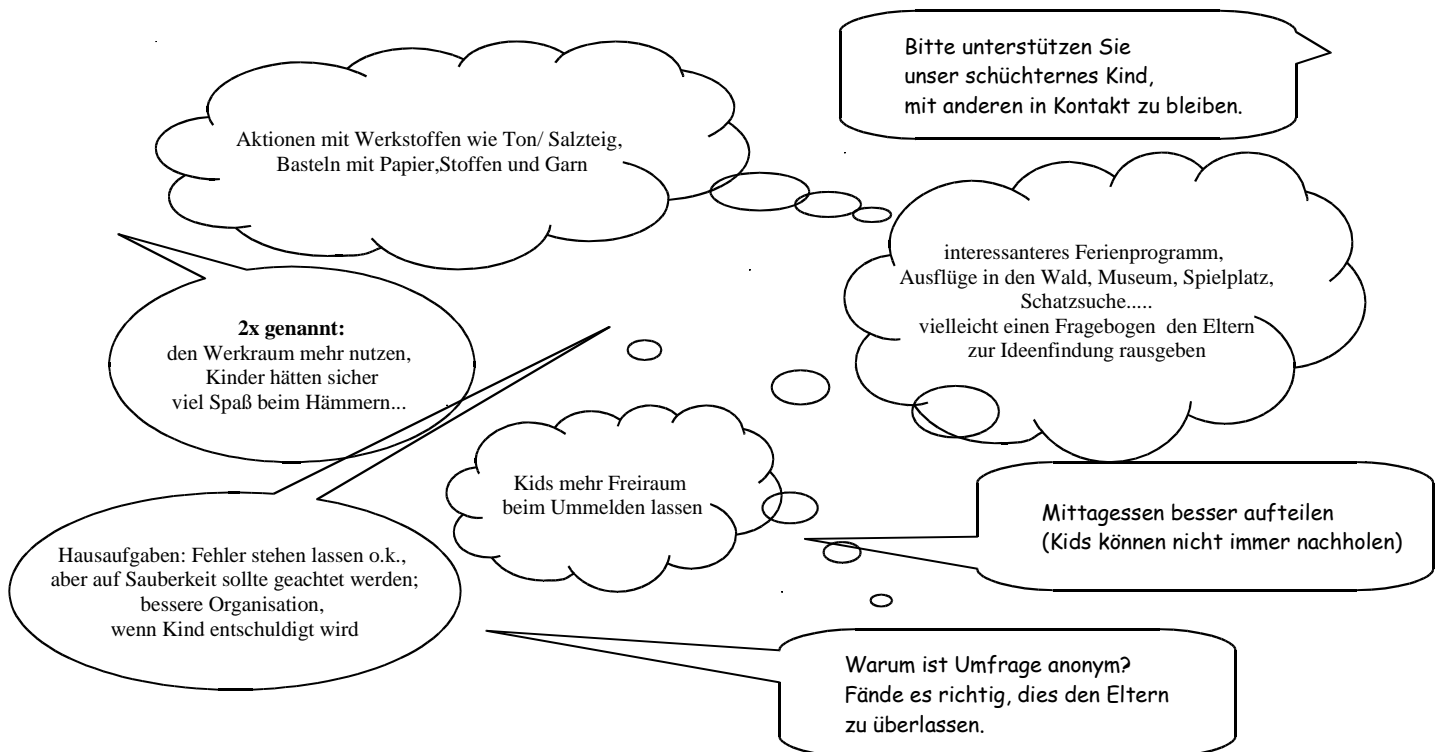 Bitte unterstützen Sie
unser schüchternes Kind,
mit anderen in Kontakt zu bleiben.
Aktionen mit Werkstoffen wie Ton/ Salzteig,
Basteln mit Papier,Stoffen und Garn
interessanteres Ferienprogramm,
Ausflüge in den Wald, Museum, Spielplatz,
Schatzsuche.....
vielleicht einen Fragebogen den Eltern
zur Ideenfindung rausgeben
2x genannt:
den Werkraum mehr nutzen,
Kinder hätten sicher
viel Spaß beim Hämmern...
Kids mehr Freiraum
beim Ummelden lassen
Mittagessen besser aufteilen
(Kids können nicht immer nachholen)
Hausaufgaben: Fehler stehen lassen o.k.,
aber auf Sauberkeit sollte geachtet werden;
bessere Organisation,
wenn Kind entschuldigt wird
Warum ist Umfrage anonym?
Fände es richtig, dies den Eltern
zu überlassen.